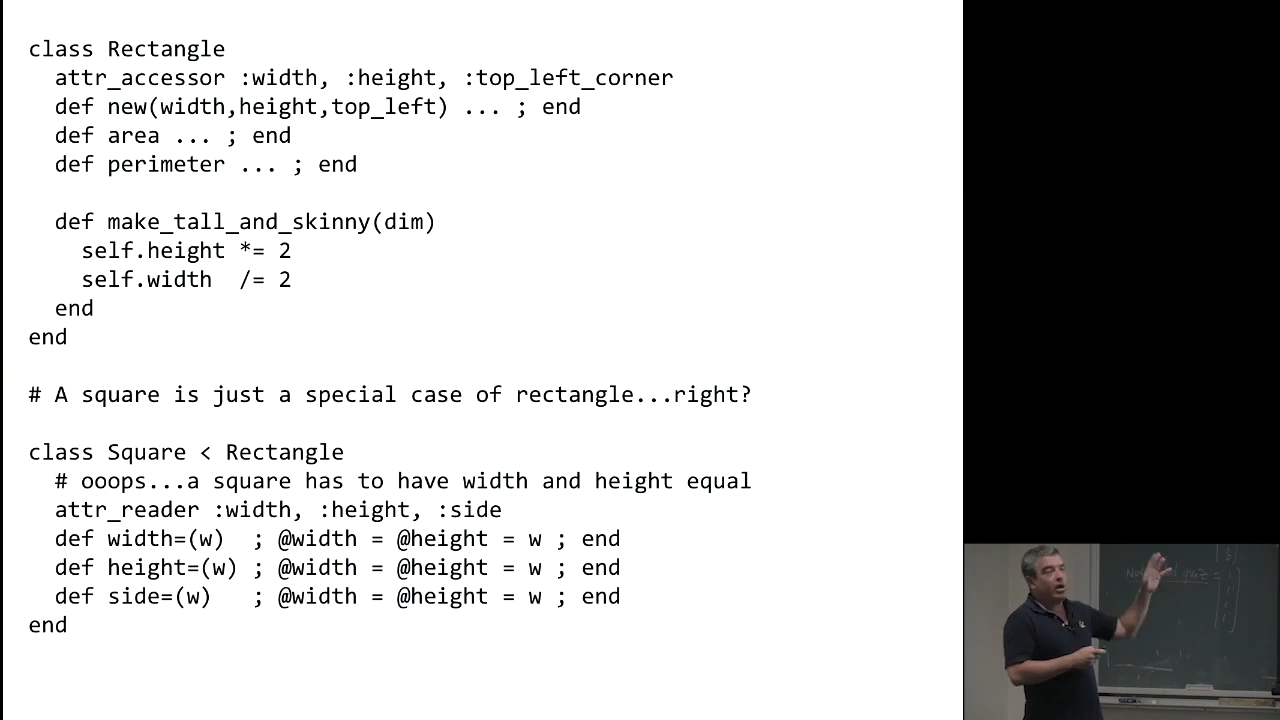 class Rectangle
  attr_accessor :width, :height, :top_left_corner
  def new(width,height,top_left) ... ; end
  def area ... ; end
  def perimeter ... ; end
  def make_tall_and_skinny(dim)
    self.height *= 2
    self.width  /= 2
  end
end
# A square is just a special case of rectangle...right?
class Square < Rectangle
  # ooops...a square has to have width and height equal
  attr_reader :width, :height, :side
  def width=(w)  ; @width = @height = w ; end
  def height=(w) ; @width = @height = w ; end
  def side=(w)   ; @width = @height = w ; end
end